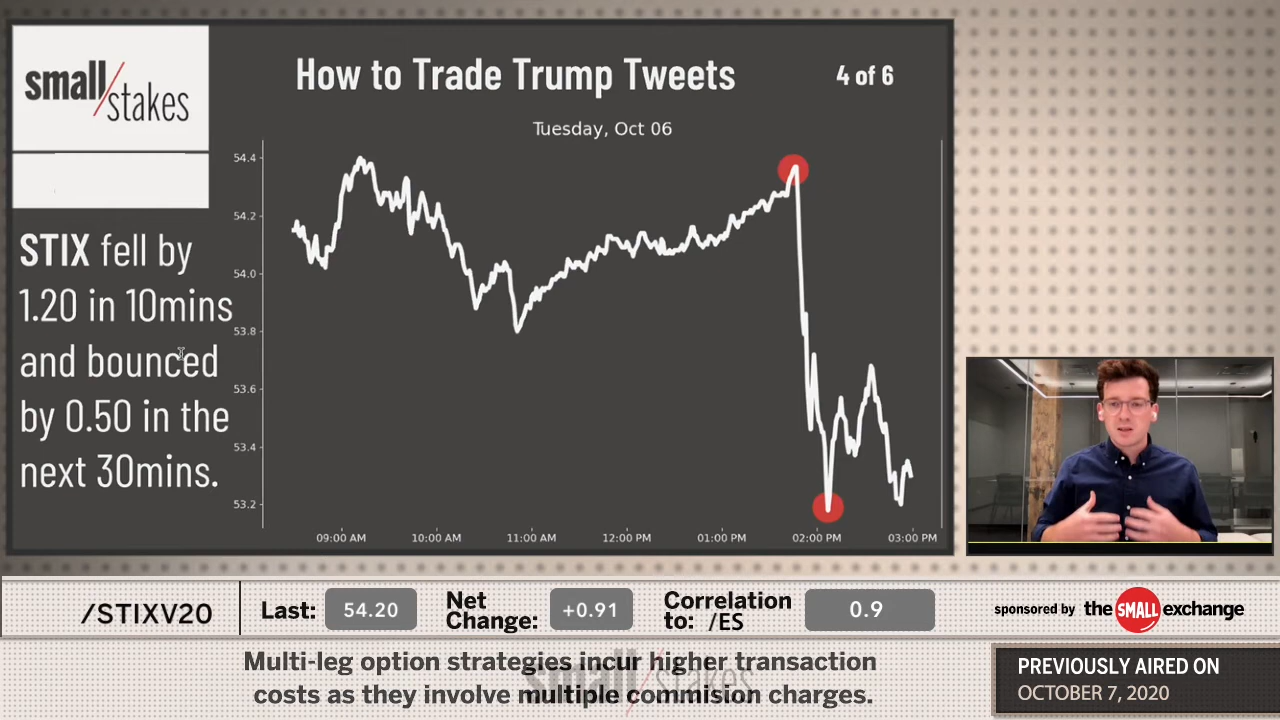 small
stakes
How to Trade Trump Tweets
4 of 6
Tuesday, Oct 06
STIX fell by
1.20 in 10mins
and bounced
by 0.50 in the
next 30mins.
54.4
54.2
54.0
53.8
53.6
53.4
53.2
09:00 AM 10:00 AM 11:00 AM 12:00 PM 01:00 PM 02:00 PM 03:00 PM
/STIXV20
Last:
54.20
Net
Change:
+0.91
Correlation
to: /ES
0.9
sponsored by the SMALL exchange
Multi-leg option strategies incur higher transaction
costs as they involve multiple commision charges.
small
stakes
PREVIOUSLY AIRED ON
OCTOBER 7, 2020